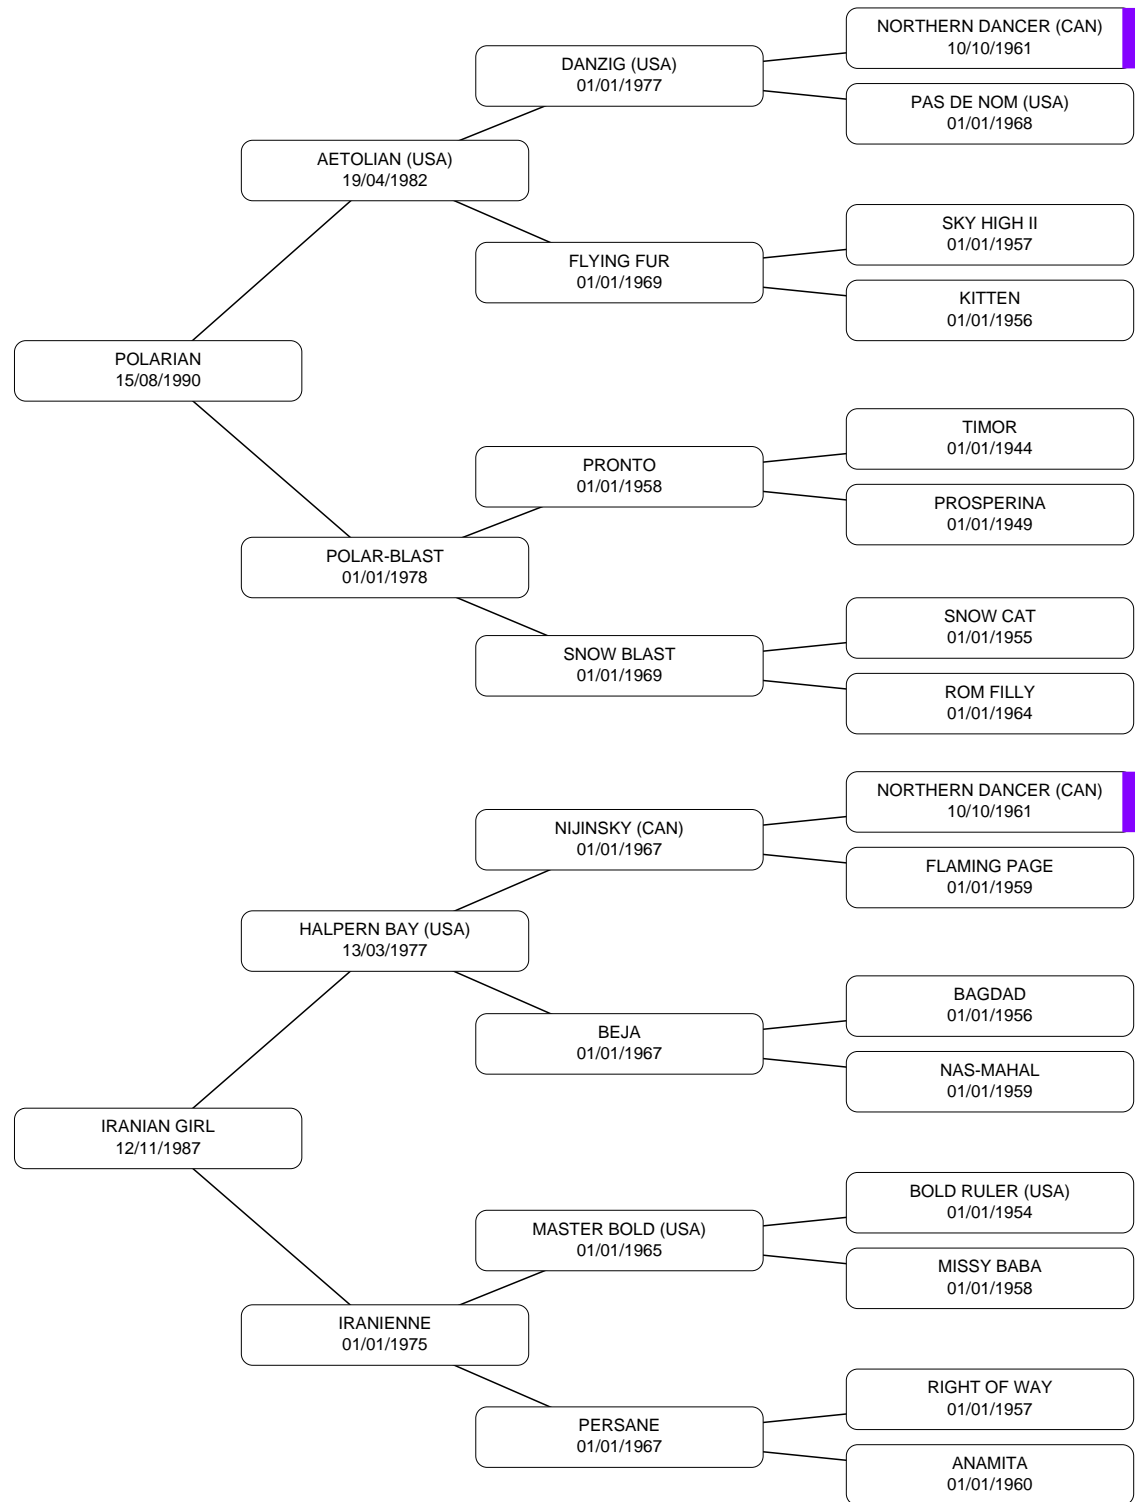 NORTHERN DANCER (CAN)
10/10/1961
DANZIG (USA)
01/01/1977
PAS DE NOM (USA)
01/01/1968
AETOLIAN (USA)
19/04/1982
SKY HIGH II
01/01/1957
FLYING FUR
01/01/1969
KITTEN
01/01/1956
POLARIAN
15/08/1990
TIMOR
01/01/1944
PRONTO
01/01/1958
PROSPERINA
01/01/1949
POLAR-BLAST
01/01/1978
SNOW CAT
01/01/1955
SNOW BLAST
01/01/1969
ROM FILLY
01/01/1964
NORTHERN DANCER (CAN)
10/10/1961
NIJINSKY (CAN)
01/01/1967
FLAMING PAGE
01/01/1959
HALPERN BAY (USA)
13/03/1977
BAGDAD
01/01/1956
BEJA
01/01/1967
NAS-MAHAL
01/01/1959
IRANIAN GIRL
12/11/1987
BOLD RULER (USA)
01/01/1954
MASTER BOLD (USA)
01/01/1965
MISSY BABA
01/01/1958
IRANIENNE
01/01/1975
RIGHT OF WAY
01/01/1957
PERSANE
01/01/1967
ANAMITA
01/01/1960